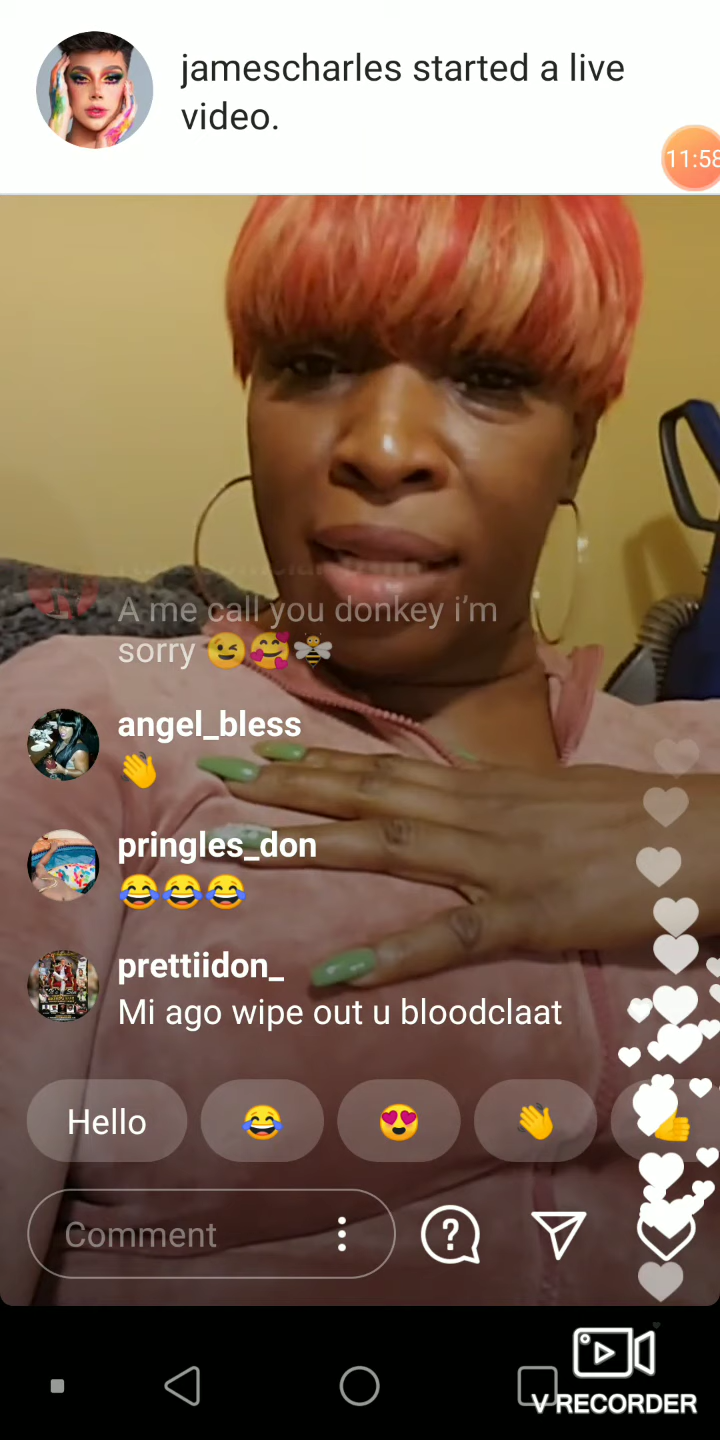 jamescharles started a live
video.
11:58
A me call you donkey i'm
sorry 😉🥰🐝
angel_bless
👋
pringles_don
😂😂😂
prettiidon_
Mi ago wipe out u bloodclaat
Hello 😂 😍 👋 👍
Comment
V RECORDER